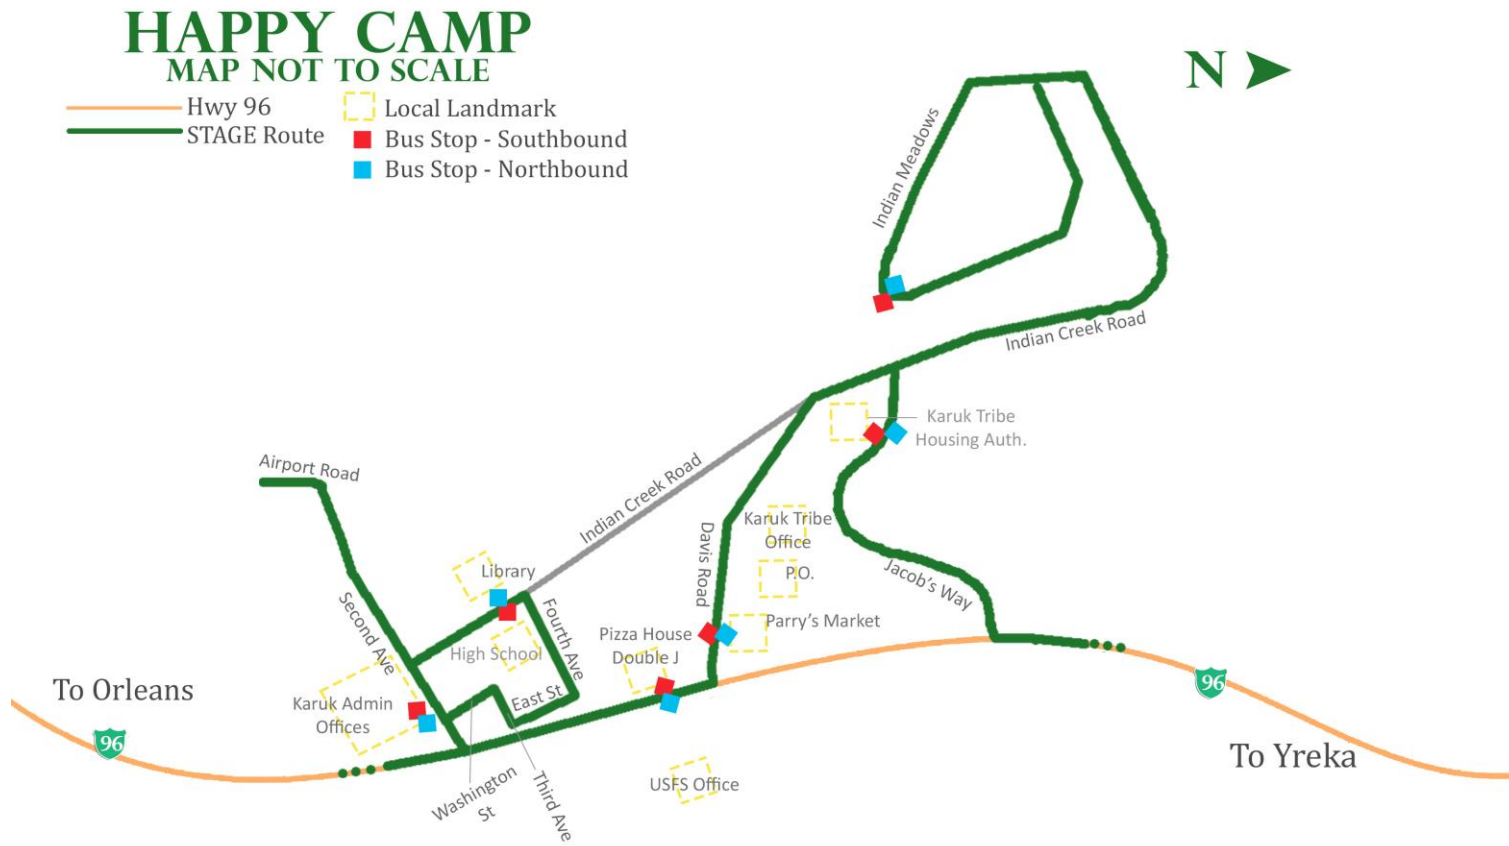 HAPPY CAMP
MAP NOT TO SCALE
Hwy 96
STAGE Route
Local Landmark
Bus Stop - Southbound
Bus Stop - Northbound
N
Indian Meadows
Indian Creek Road
Karuk Tribe
Housing Auth.
Airport Road
Indian Creek Road
Karuk Tribe
Office
Davis Road
P.O.
Jacob's Way
Library
Second Ave
Fourth Ave
High School
Pizza House
Double J
Parry's Market
To Orleans
Karuk Admin
Offices
East St
96
96
To Yreka
Washington
St
Third Ave
USFS Office